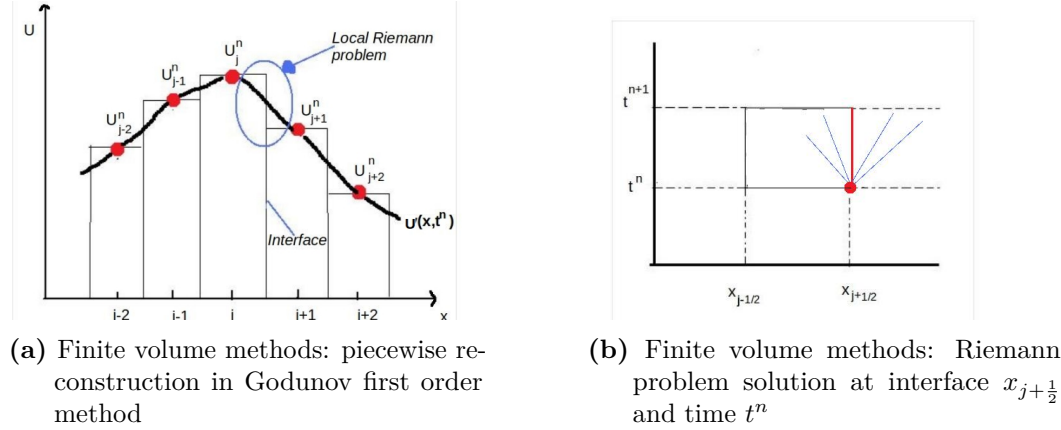 U
Local Riemann
problem
U^n_j
U^n_{j-1}
U^n_{j-2}
U^n_{j+1}
U^n_{j+2}
U(x,t^n)
Interface
j-2 j-1 j j+1 j+2 x
t^{n+1}
t^n
x_{j-1/2} x_{j+1/2}
(a) Finite volume methods: piecewise re-
construction in Godunov first order
method
(b) Finite volume methods: Riemann
problem solution at interface x_{j+\frac{1}{2}}
and time t^n